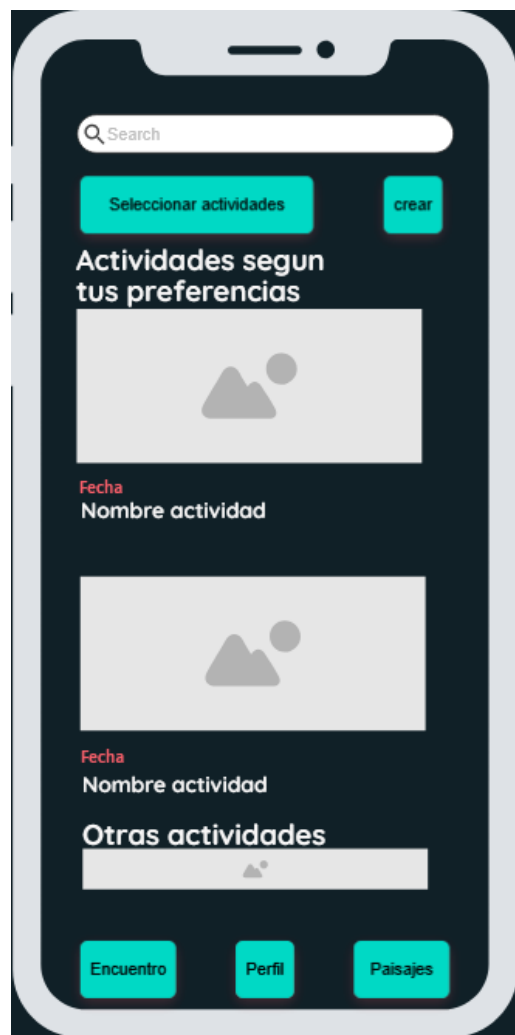 Search
Seleccionar actividades
crear
Actividades segun
tus preferencias
Fecha
Nombre actividad
Fecha
Nombre actividad
Otras actividades
Encuentro
Perfil
Paisajes